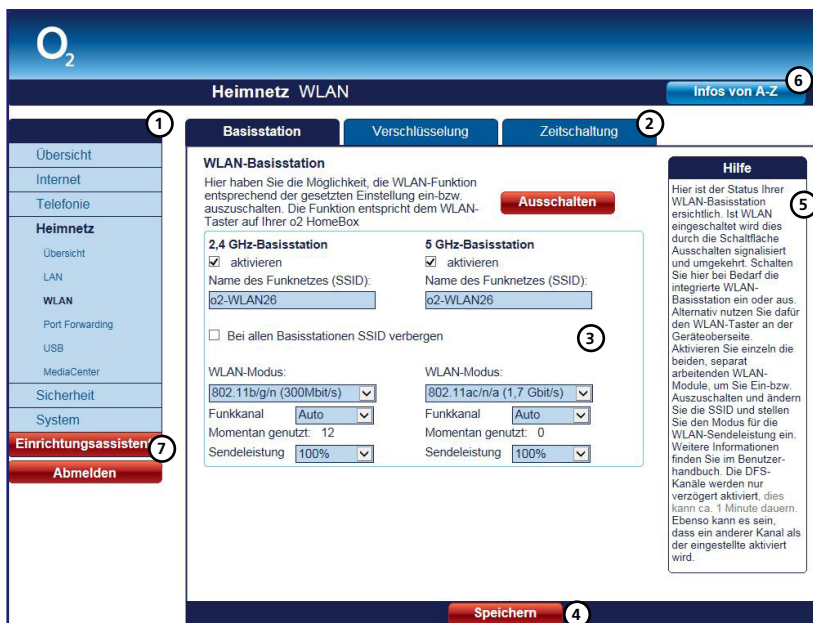 O2
Heimnetz WLAN
Infos von A-Z
6
1
Übersicht
Internet
Telefonie
Heimnetz
Übersicht
LAN
WLAN
Port Forwarding
USB
MediaCenter
Sicherheit
System
Einrichtungsassistent
7
Abmelden
Basisstation
Verschlüsselung
Zeitschaltung
2
WLAN-Basisstation
Hier haben Sie die Möglichkeit, die WLAN-Funktion
entsprechend der gesetzten Einstellung ein-bzw.
auszuschalten. Die Funktion entspricht dem WLAN-
Taster auf Ihrer o2 HomeBox
Ausschalten
2,4 GHz-Basisstation
aktivieren
Name des Funknetzes (SSID):
o2-WLAN26
5 GHz-Basisstation
aktivieren
Name des Funknetzes (SSID):
o2-WLAN26
Bei allen Basisstationen SSID verbergen
3
WLAN-Modus:
802.11b/g/n (300Mbit/s)
Funkkanal Auto
Momentan genutzt: 12
Sendeleistung 100%
WLAN-Modus:
802.11ac/n/a (1,7 Gbit/s)
Funkkanal Auto
Momentan genutzt: 0
Sendeleistung 100%
Hilfe
5
Hier ist der Status Ihrer
WLAN-Basisstation
ersichtlich. Ist WLAN
eingeschaltet wird dies
durch die Schaltfläche
Ausschalten signalisiert
und umgekehrt. Schalten
Sie hier bei Bedarf die
integrierte WLAN-
Basisstation ein oder aus.
Alternativ nutzen Sie dafür
den WLAN-Taster an der
Geräteoberseite.
Aktivieren Sie einzeln die
beiden, separat
arbeitenden WLAN-
Module, um Sie Ein-bzw.
Auszuschalten und ändern
Sie die SSID und stellen
Sie den Modus für die
WLAN-Sendeleistung ein.
Weitere Informationen
finden Sie im Benutzer-
handbuch. Die DFS-
Kanäle werden nur
verzögert aktiviert, dies
kann ca. 1 Minute dauern.
Ebenso kann es sein,
dass ein anderer Kanal als
der eingestellte aktiviert
wird.
Speichern
4